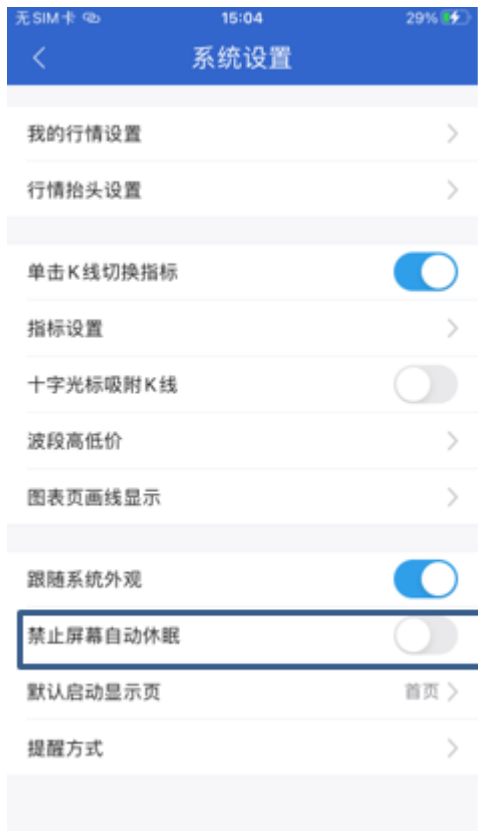 无SIM卡 15:04 29%
系统设置
我的行情设置
行情抬头设置
单击K线切换指标
指标设置
十字光标吸附K线
波段高低价
图表页画线显示
跟随系统外观
禁止屏幕自动休眠
默认启动显示页 首页
提醒方式